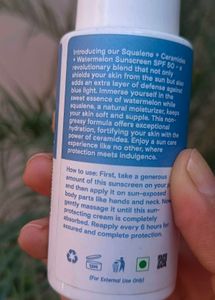 Introducing our Squalene + Ceramides
+ Watermelon Sunscreen SPF 50 - a
revolutionary blend that not only
shields your skin from the sun but also
adds an extra layer of defense against
blue light. Immerse yourself in the
sweet essence of watermelon while
squalene, a natural moisturizer, keeps
your skin soft and supple. This non-
greasy formula offers exceptional
hydration, fortifying your skin with the
power of ceramides. Enjoy a sun care
experience like no other, where
protection meets indulgence.
How to use: First, take a generous
amount of this sunscreen on your
and then apply it on sun-exposed
body parts like hands and neck. Now
gently massage it until this sun-
protecting cream is completely
absorbed. Reapply every 6 hours for
assured and complete protection.
(For External Use Only)